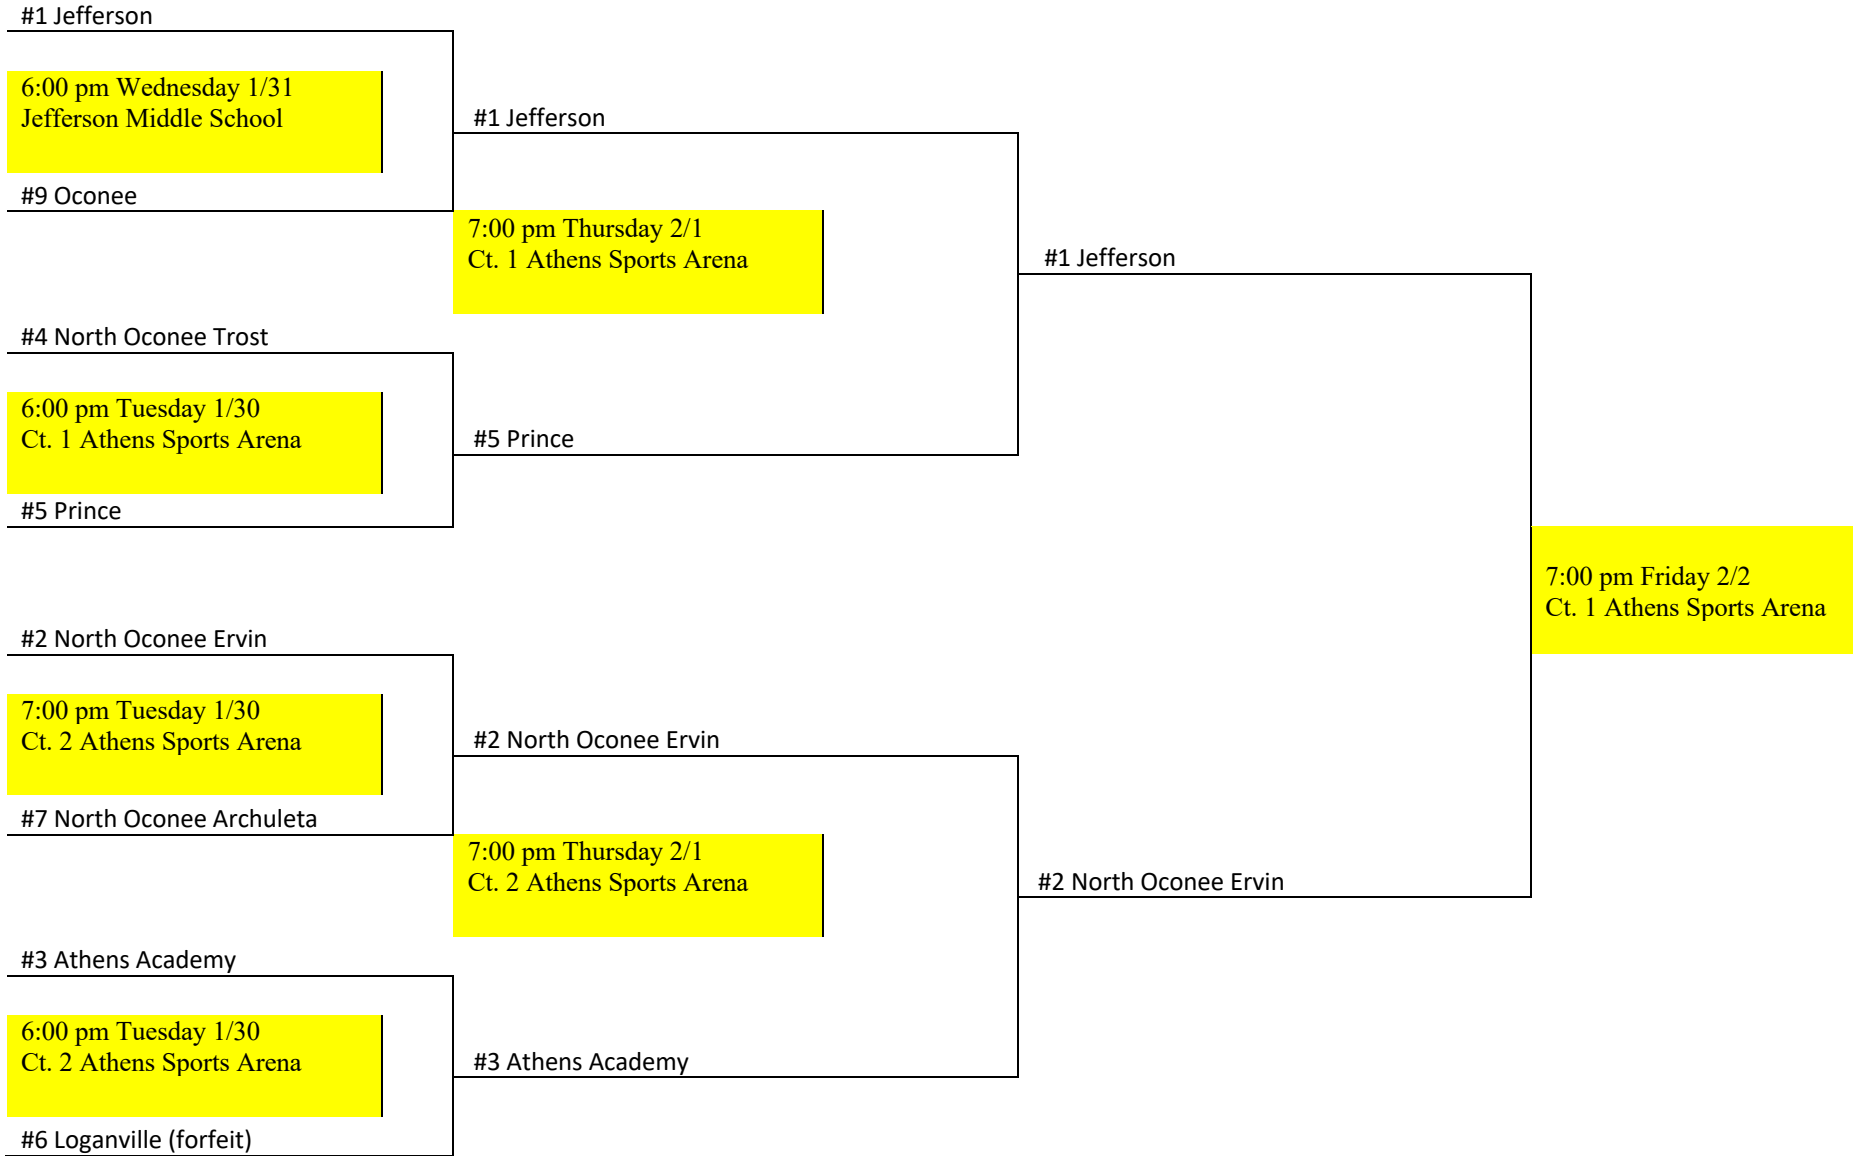 #1 Jefferson
6:00 pm Wednesday 1/31
Jefferson Middle School
#9 Oconee
#1 Jefferson
7:00 pm Thursday 2/1
Ct. 1 Athens Sports Arena
#4 North Oconee Trost
6:00 pm Tuesday 1/30
Ct. 1 Athens Sports Arena
#5 Prince
#5 Prince
#1 Jefferson
#2 North Oconee Ervin
7:00 pm Tuesday 1/30
Ct. 2 Athens Sports Arena
#7 North Oconee Archuleta
#2 North Oconee Ervin
7:00 pm Thursday 2/1
Ct. 2 Athens Sports Arena
#3 Athens Academy
6:00 pm Tuesday 1/30
Ct. 2 Athens Sports Arena
#6 Loganville (forfeit)
#3 Athens Academy
#2 North Oconee Ervin
7:00 pm Friday 2/2
Ct. 1 Athens Sports Arena